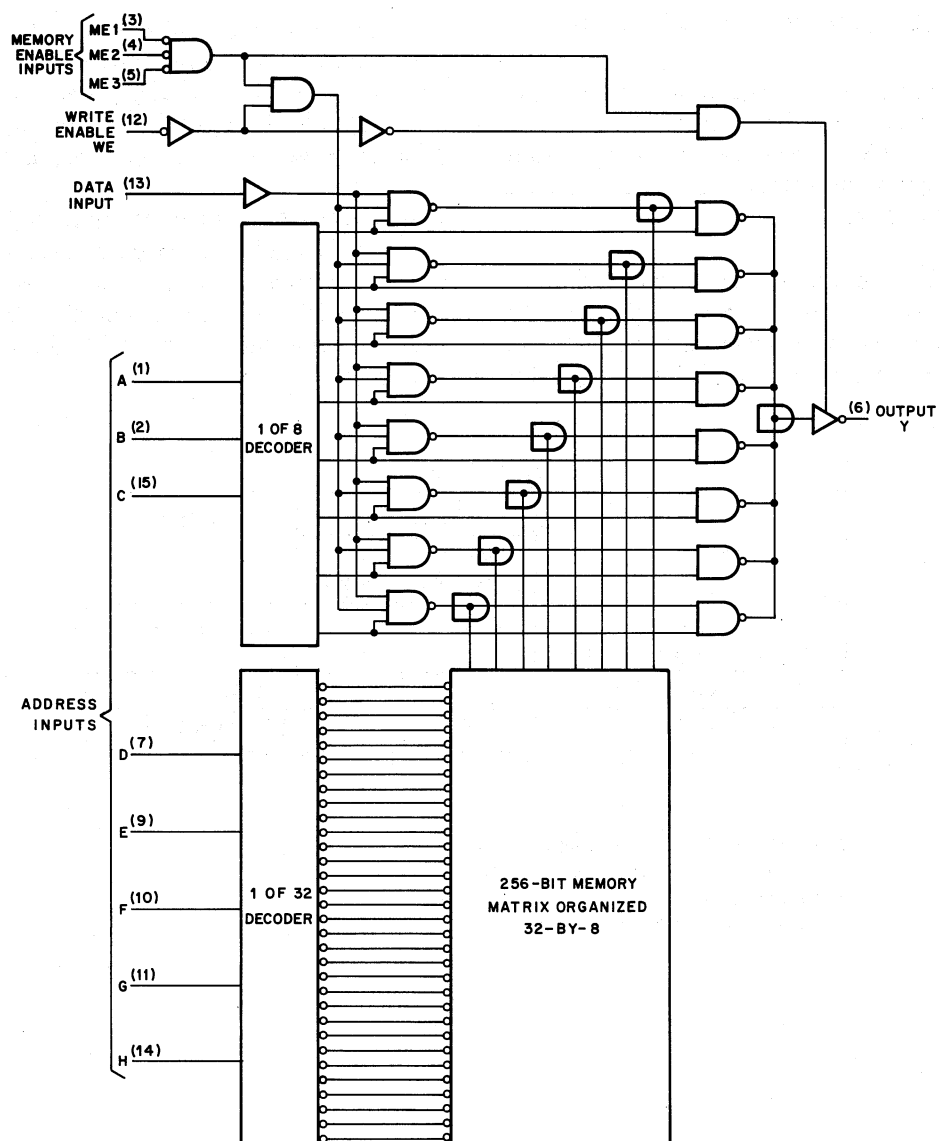 MEMORY
ENABLE
INPUTS
ME1 (3)
ME2 (4)
ME3 (5)
WRITE
ENABLE
WE
(12)
DATA
INPUT
(13)
1 OF 8
DECODER
A (1)
B (2)
C (15)
(6) OUTPUT
Y
ADDRESS
INPUTS
D (7)
E (9)
F (10)
G (11)
H (14)
1 OF 32
DECODER
256-BIT MEMORY
MATRIX ORGANIZED
32-BY-8